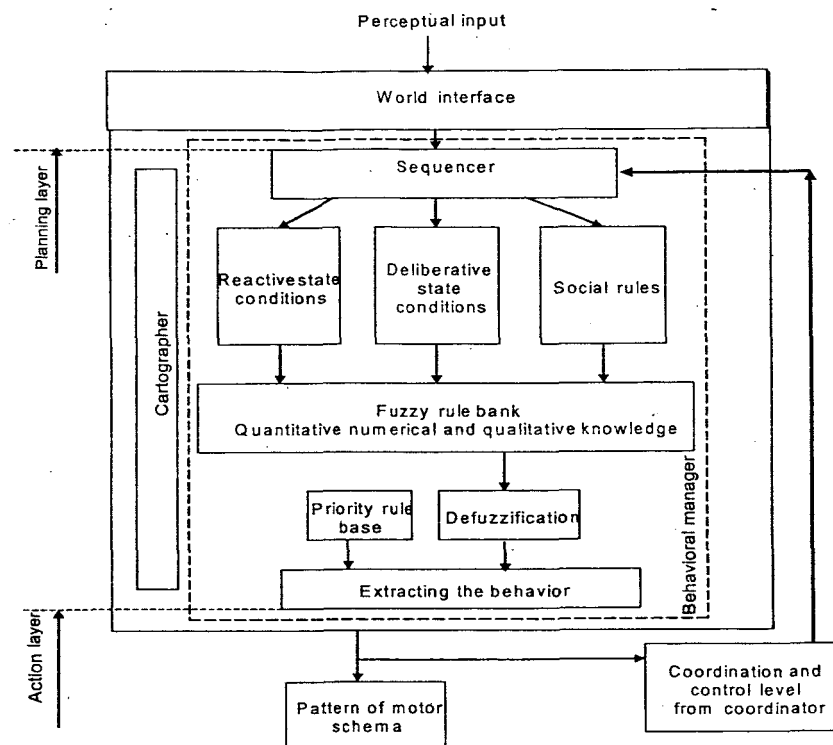 Perceptual input
World interface
Sequencer
Planning layer
Reactivestate
conditions
Deliberative
state
conditions
Social rules
Cartographer
Fuzzy rule bank
Quantitative numerical and qualitative knowledge
Priority rule
base
Defuzzification
Behavioral manager
Extracting the behavior
Action layer
Pattern of motor
schema
Coordination and
control level
from coordinator